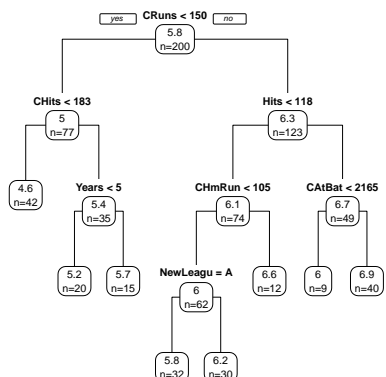 yes CRuns < 150 no
5.8
n=200
CHits < 183 Hits < 118
5 6.3
n=77 n=123
4.6 Years < 5 CHmRun < 105 CAtBat < 2165
n=42 5.4 6.1 6.7
n=35 n=74 n=49
5.2 5.7 NewLeagu = A 6.6 6 6.9
n=20 n=15 6 n=12 n=9 n=40
n=62
5.8 6.2
n=32 n=30